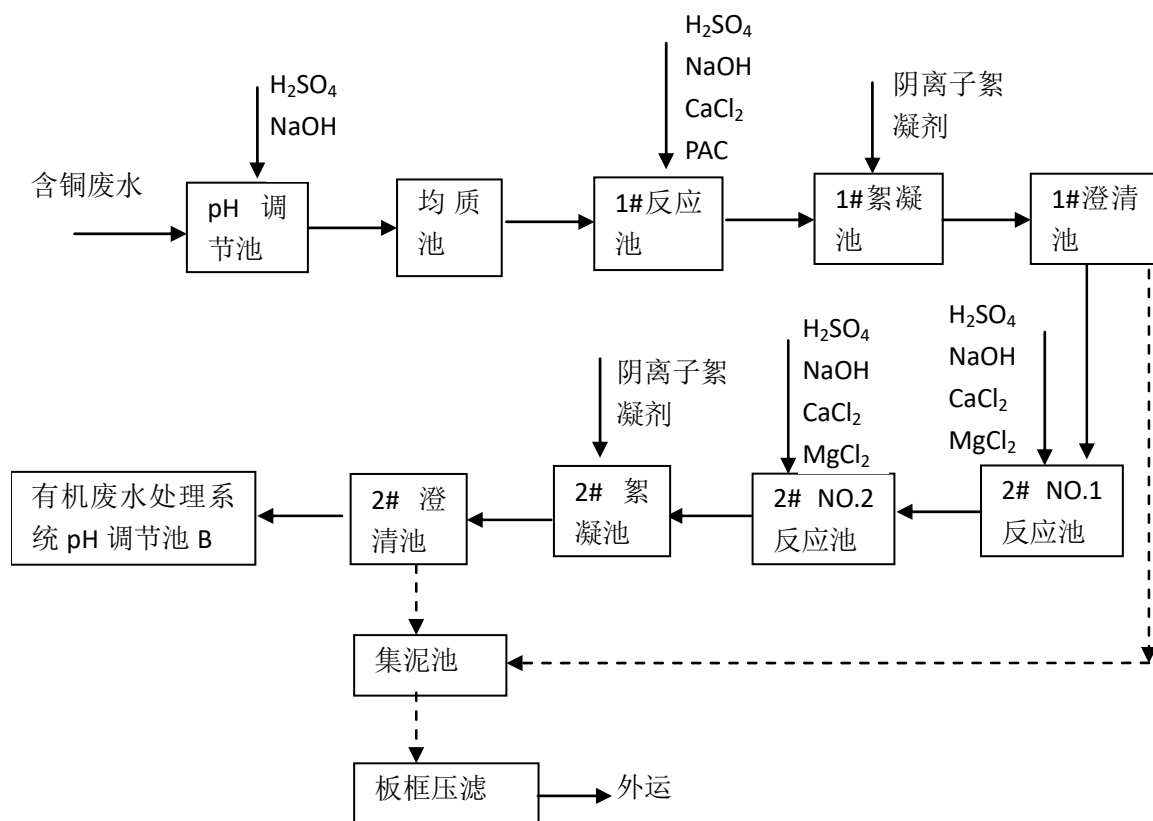 H₂SO₄
NaOH
CaCl₂
PAC
H₂SO₄
NaOH
阴离子絮
凝剂
含铜废水
pH 调
节池
均质
池
1#反应
池
1#絮凝
池
1#澄清
池
H₂SO₄
NaOH
CaCl₂
MgCl₂
H₂SO₄
NaOH
CaCl₂
MgCl₂
阴离子絮
凝剂
有机废水处理系
统 pH 调节池 B
2# 澄
清池
2# 絮
凝池
2# NO.2
反应池
2# NO.1
反应池
集泥池
板框压滤
外运